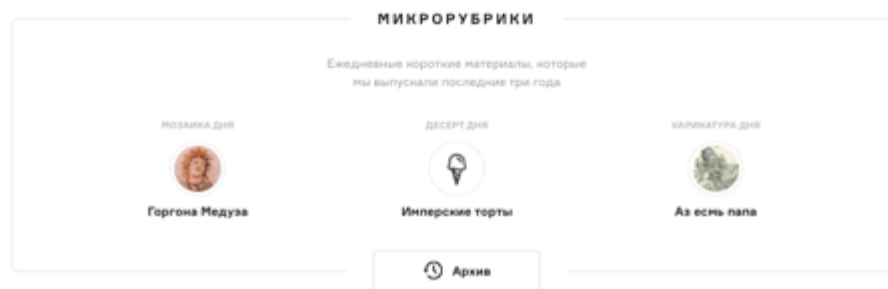 МИКРОРУБРИКИ
Ежедневные короткие материалы, которые
мы выпускали последние три года
МОЗАИКА ДНЯ
ДЕСЕРТ ДНЯ
КАРИКАТУРА ДНЯ
Горгона Медуза
Имперские торты
Аз есмь папа
Архив